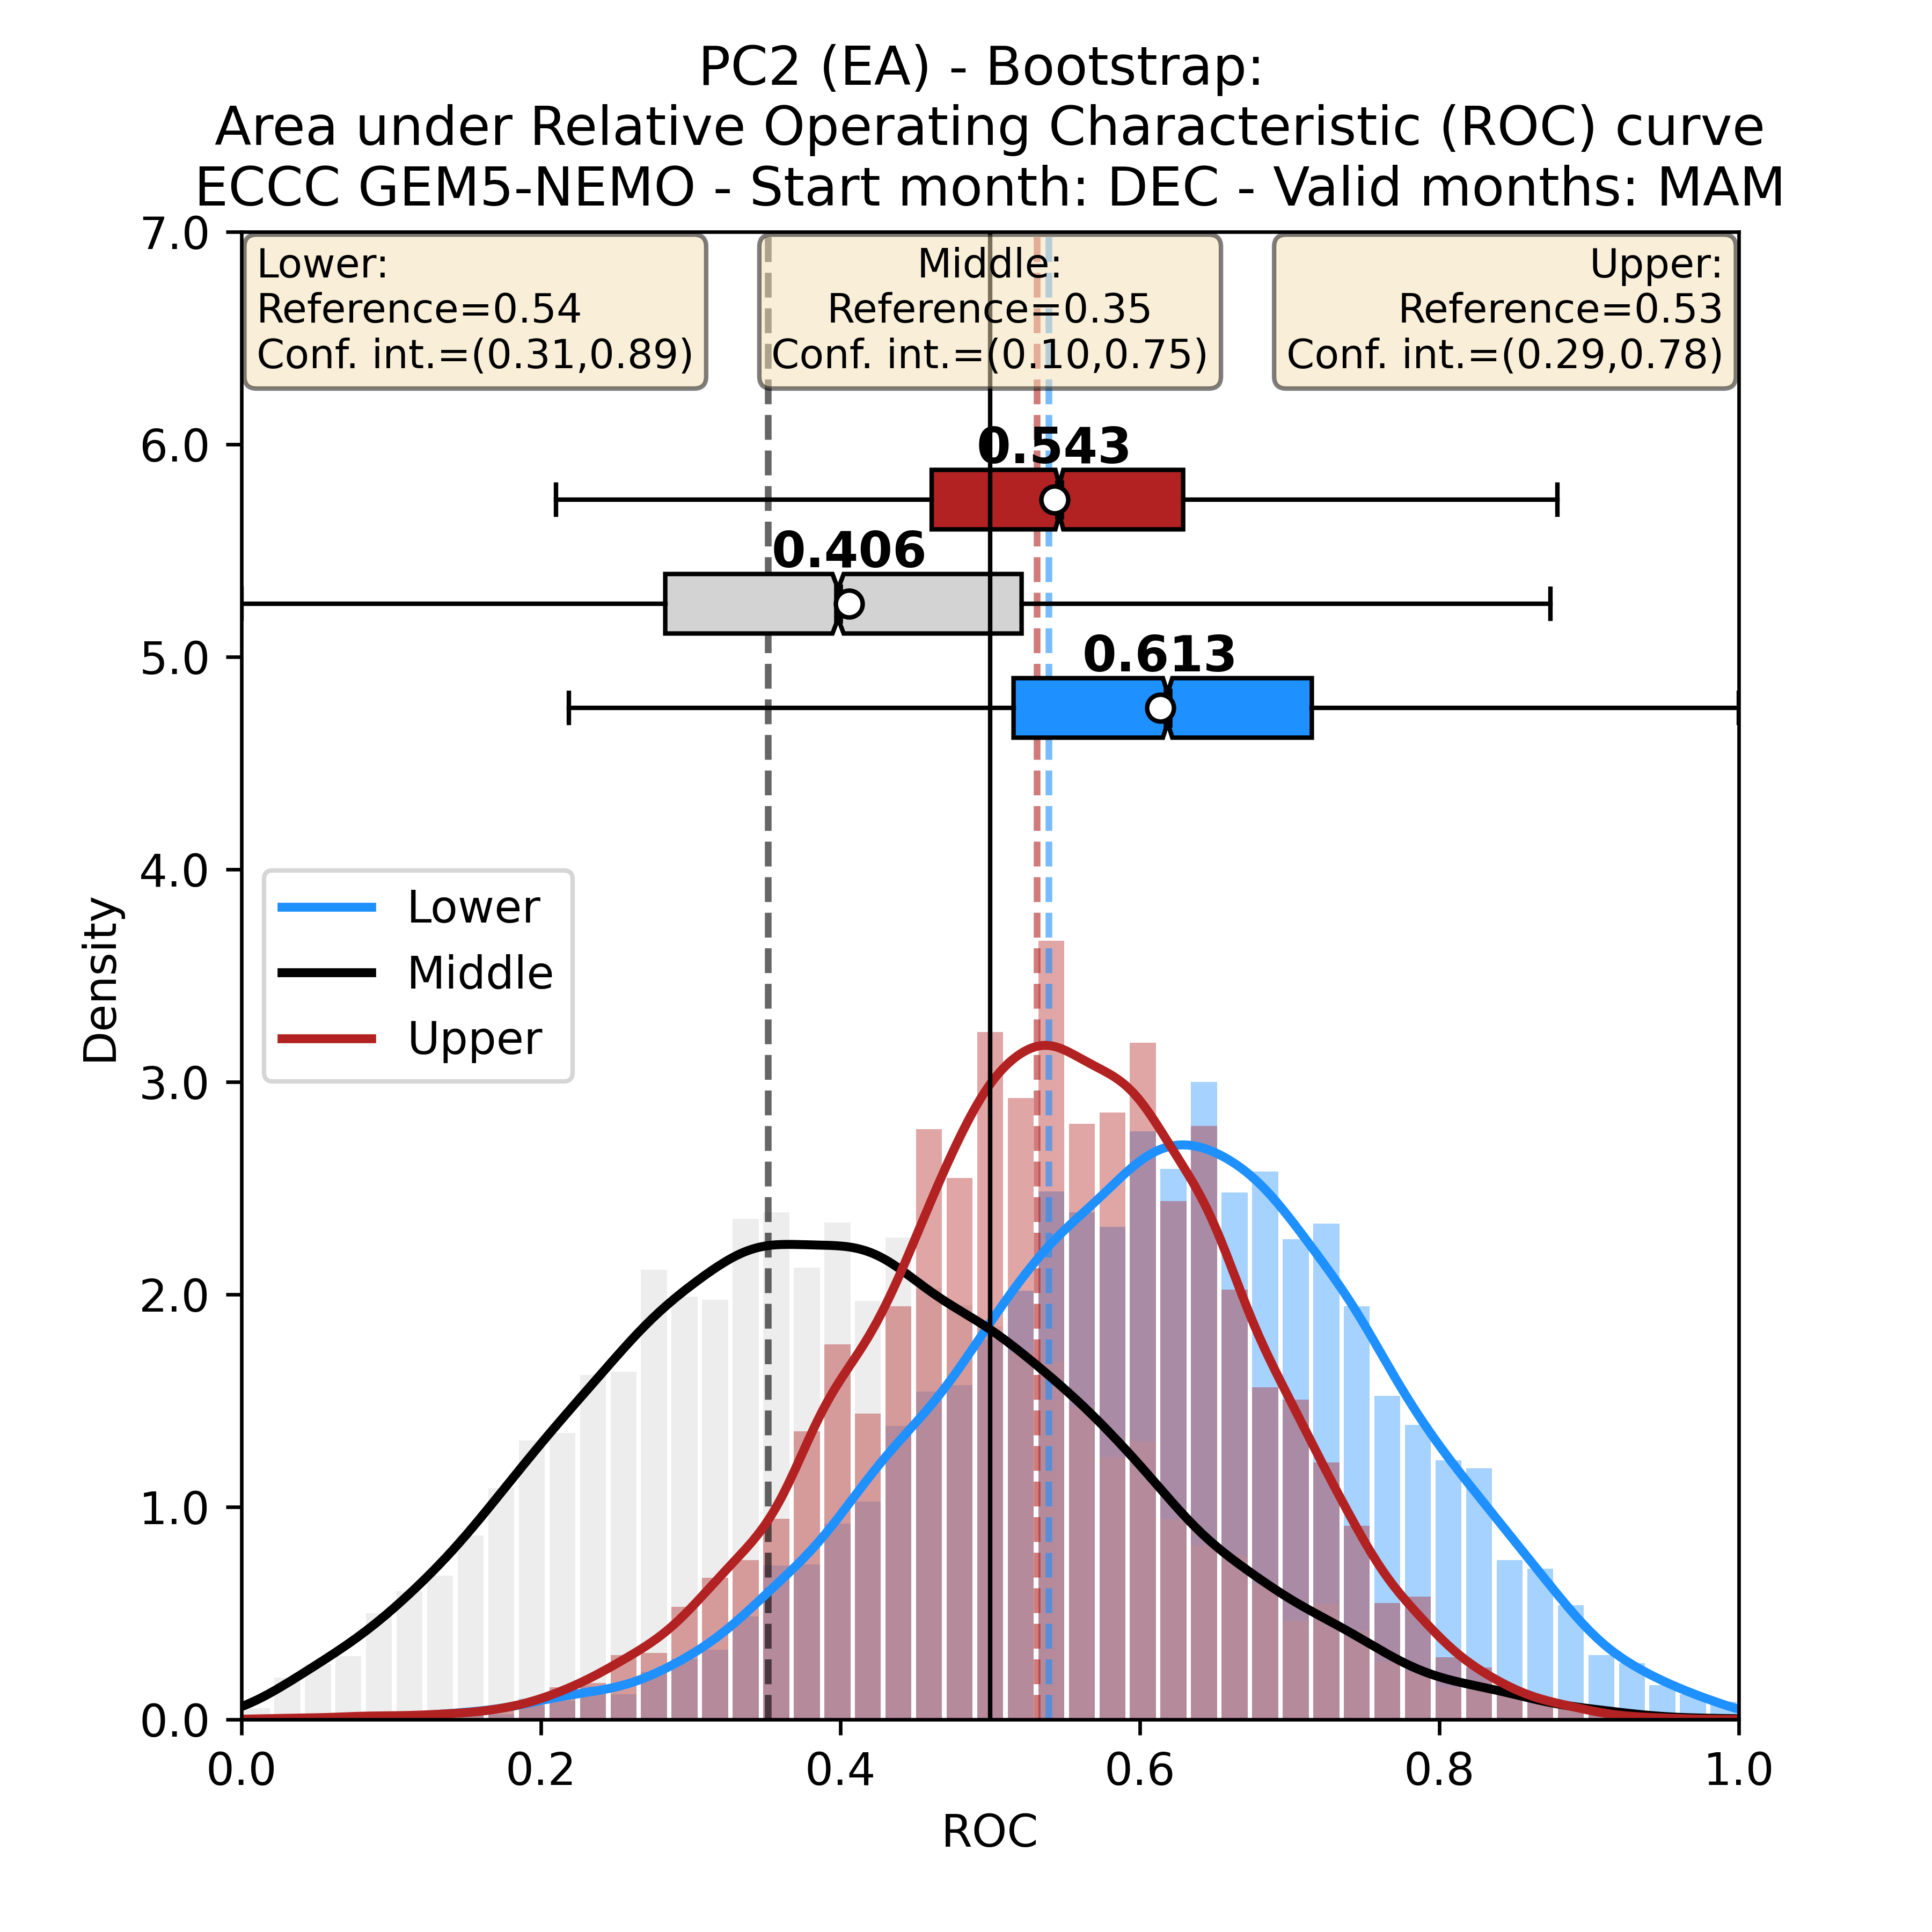 PC2 (EA) - Bootstrap:
Area under Relative Operating Characteristic (ROC) curve
ECCC GEM5-NEMO - Start month: DEC - Valid months: MAM
Lower:
Reference=0.54
Conf. int.=(0.31,0.89)
Middle:
Reference=0.35
Conf. int.=(0.10,0.75)
Upper:
Reference=0.53
Conf. int.=(0.29,0.78)
0.543
0.406
0.613
Lower
Middle
Upper
Density
7.0
6.0
5.0
4.0
3.0
2.0
1.0
0.0
0.0 0.2 0.4 0.6 0.8 1.0
ROC